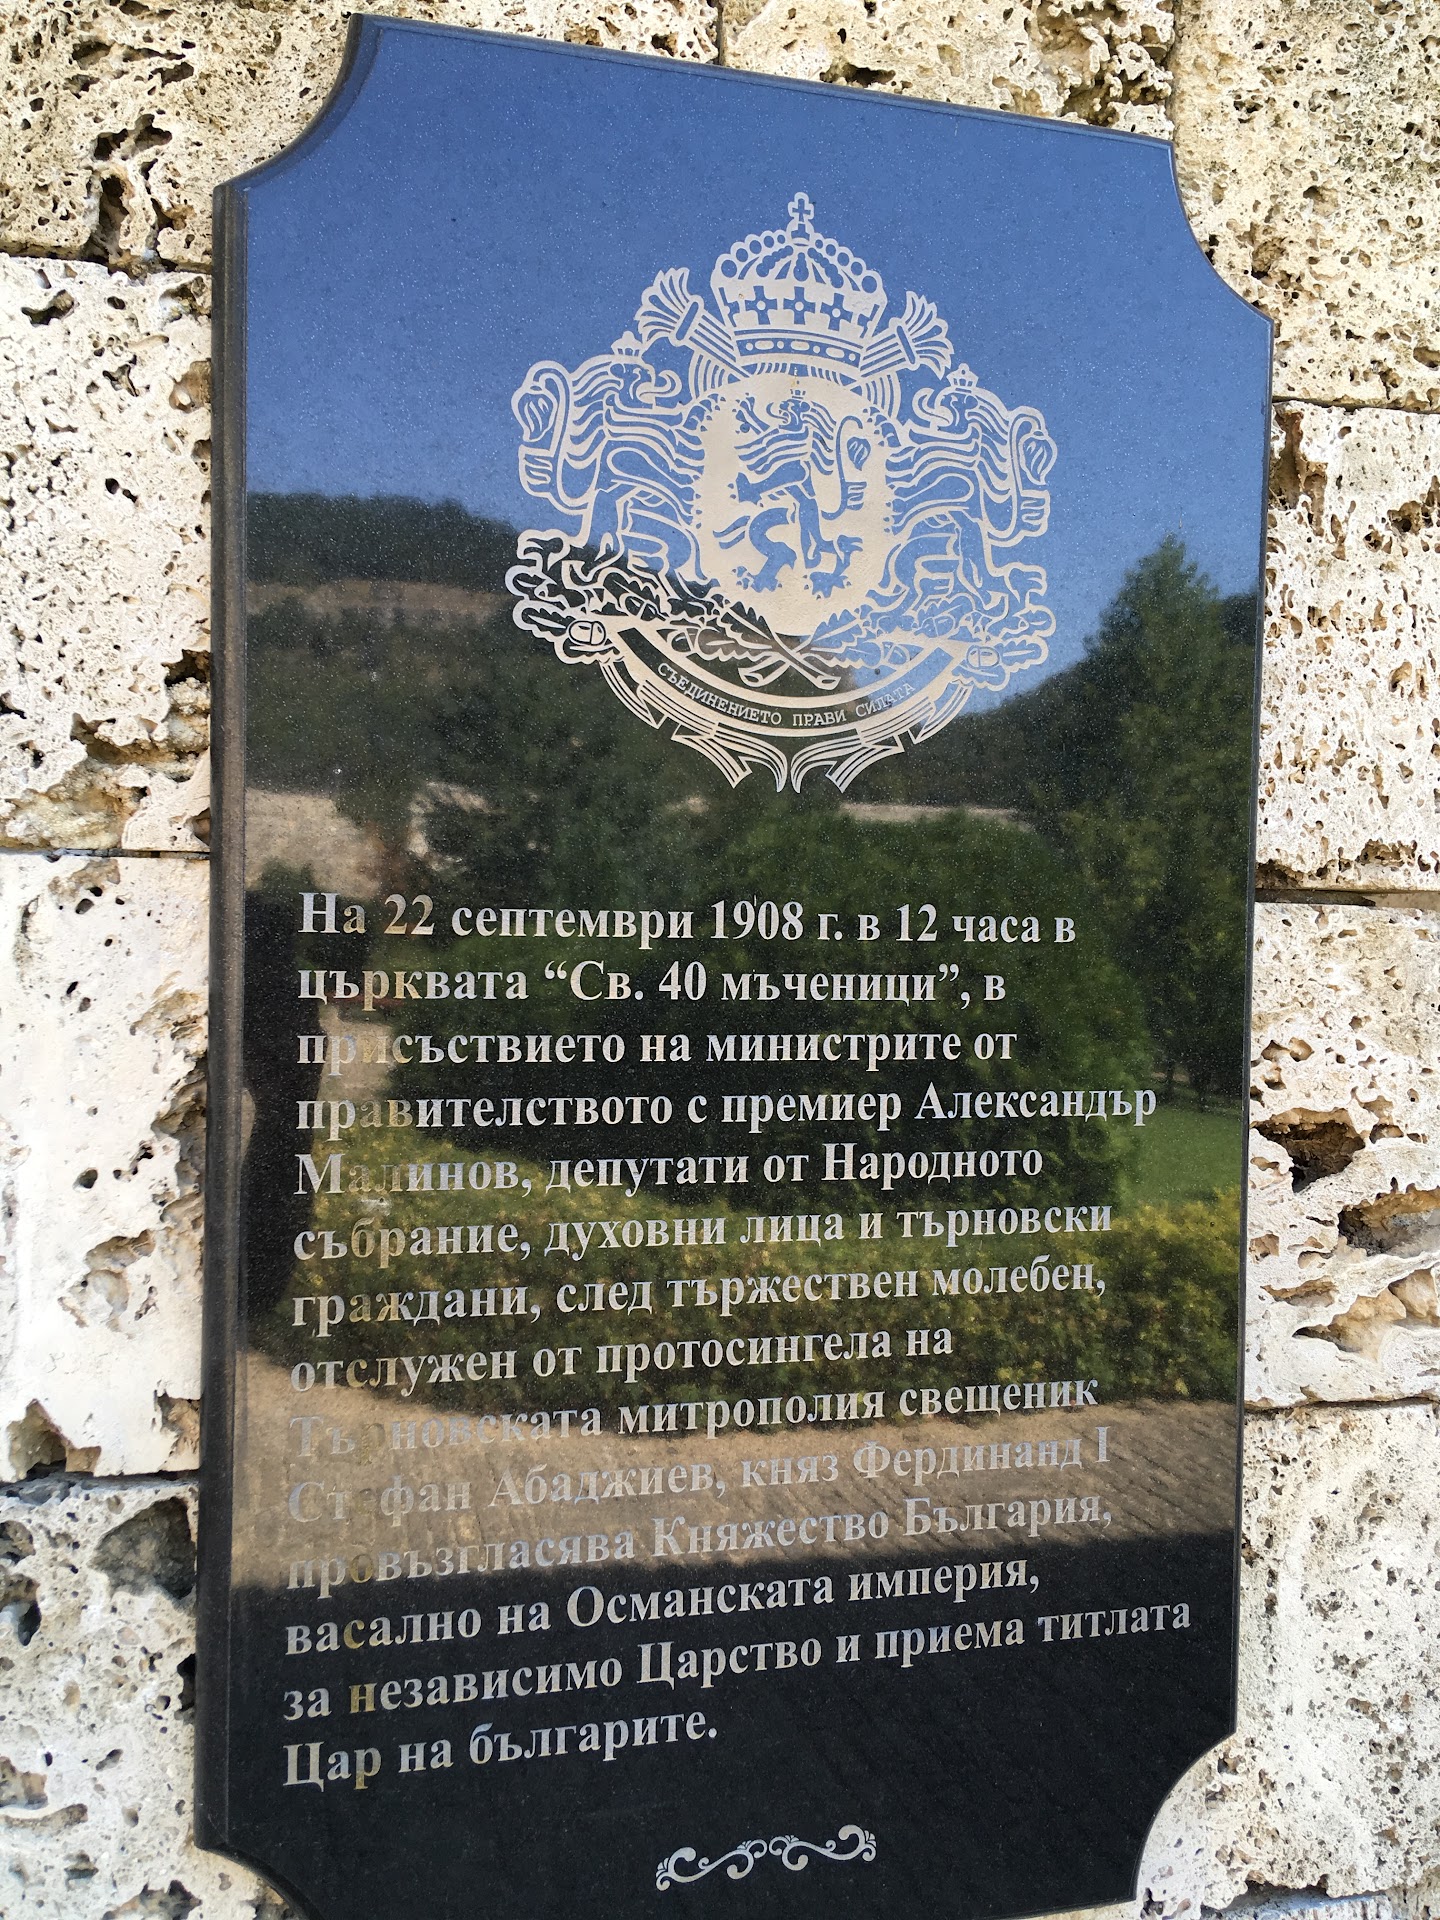 СЪЕДИНЕНИЕТО ПРАВИ СИЛАТА
На 22 септември 1908 г. в 12 часа в
църквата “Св. 40 мъченици”, в
присъствието на министрите от
правителството с премиер Александър
Малинов, депутати от Народното
събрание, духовни лица и търновски
граждани, след тържествен молебен,
отслужен от протосингела на
Търновската митрополия свещеник
Стефан Абаджиев, княз Фердинанд I
провъзгласява Княжество България,
васално на Османската империя,
за независимо Царство и приема титлата
Цар на българите.